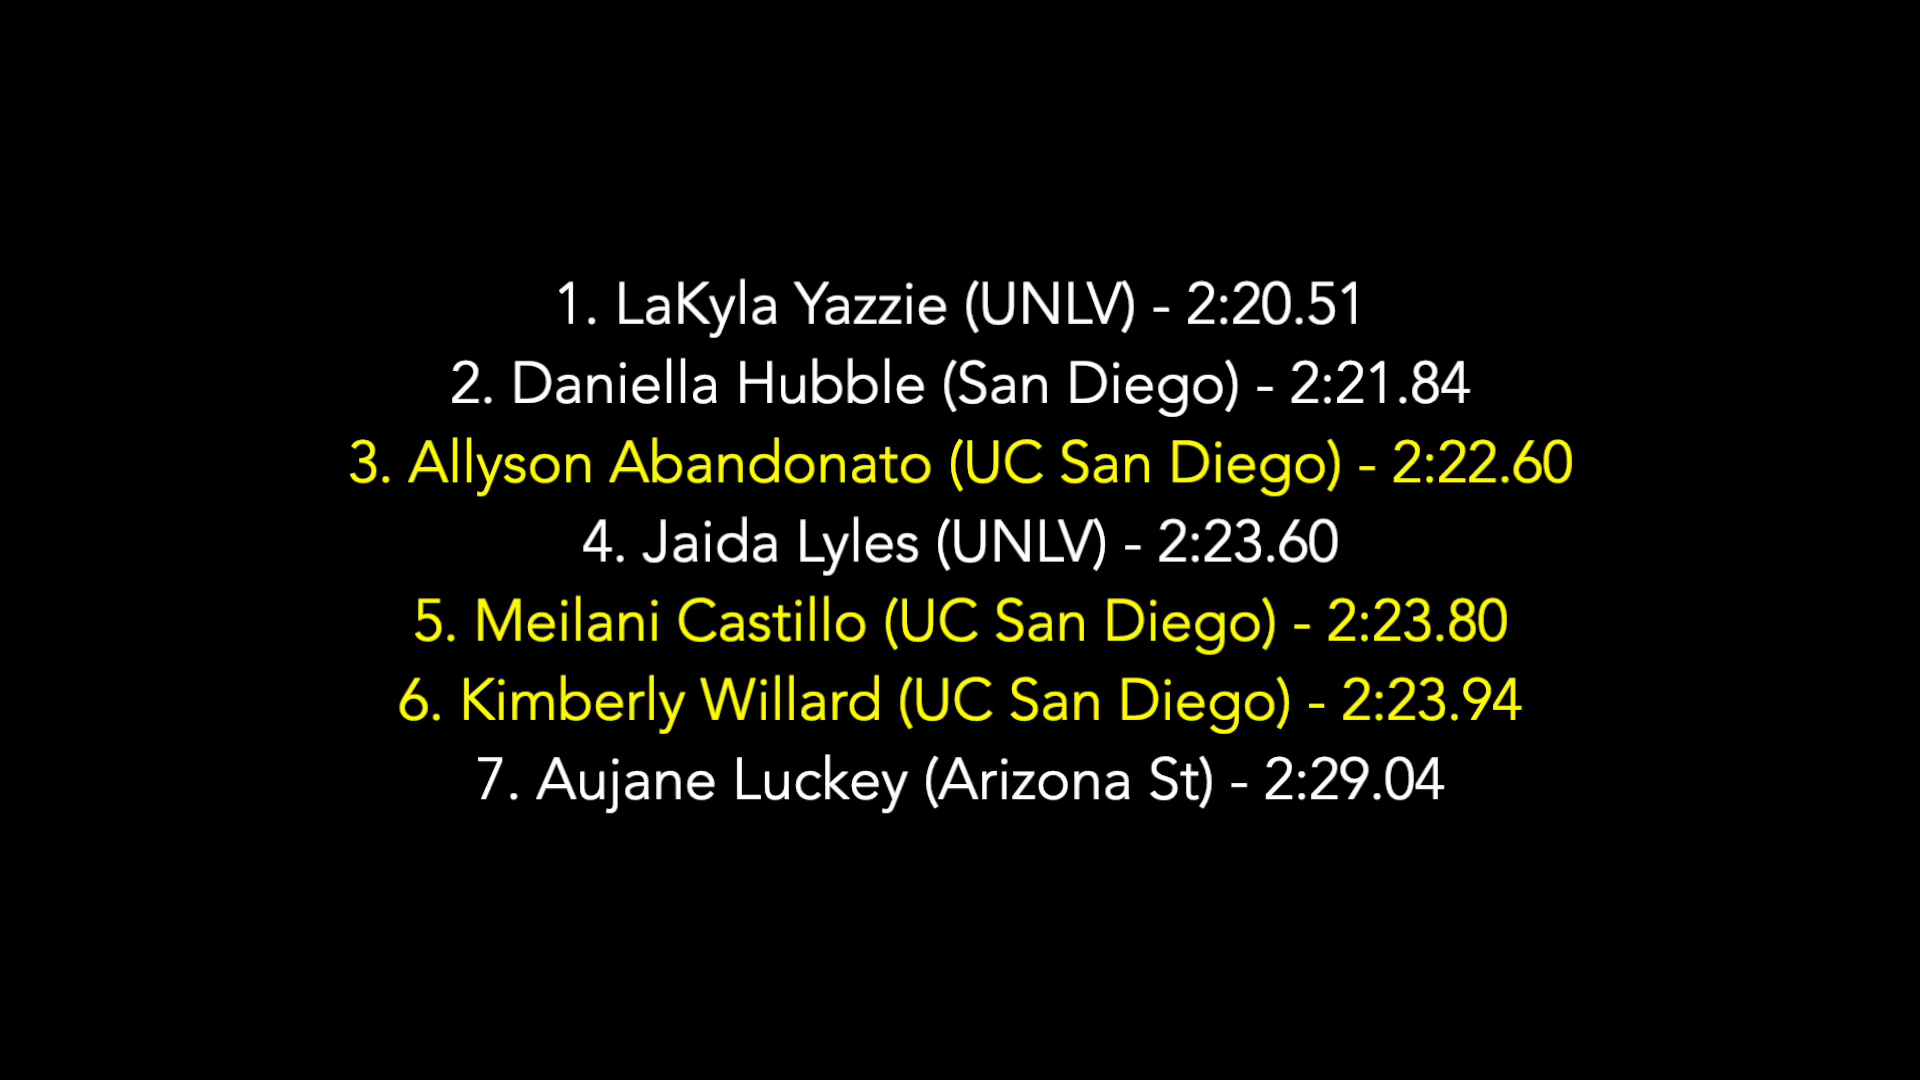 1. LaKyla Yazzie (UNLV) - 2:20.51
2. Daniella Hubble (San Diego) - 2:21.84
3. Allyson Abandonato (UC San Diego) - 2:22.60
4. Jaida Lyles (UNLV) - 2:23.60
5. Meilani Castillo (UC San Diego) - 2:23.80
6. Kimberly Willard (UC San Diego) - 2:23.94
7. Aujane Luckey (Arizona St) - 2:29.04